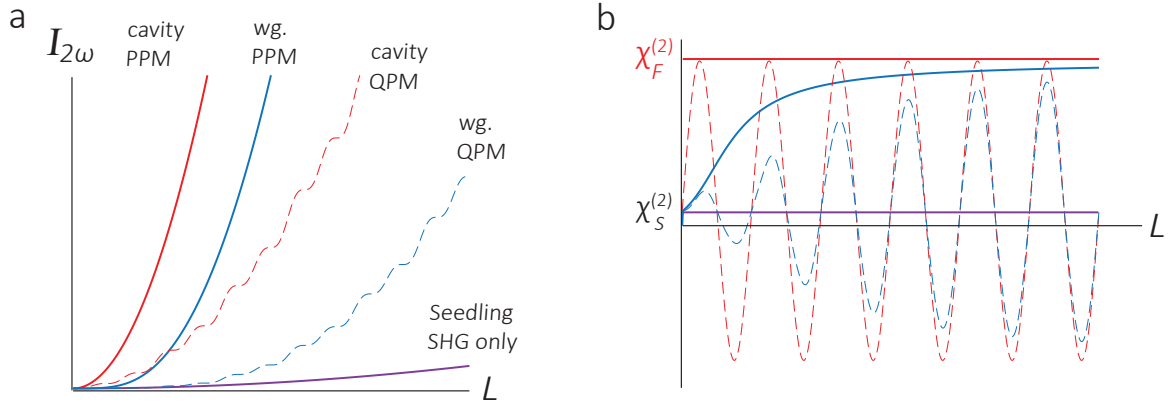 a
I2ω
cavity
PPM
wg.
PPM
cavity
QPM
wg.
QPM
Seedling
SHG only
L
b
χF(2)
χS(2)
L